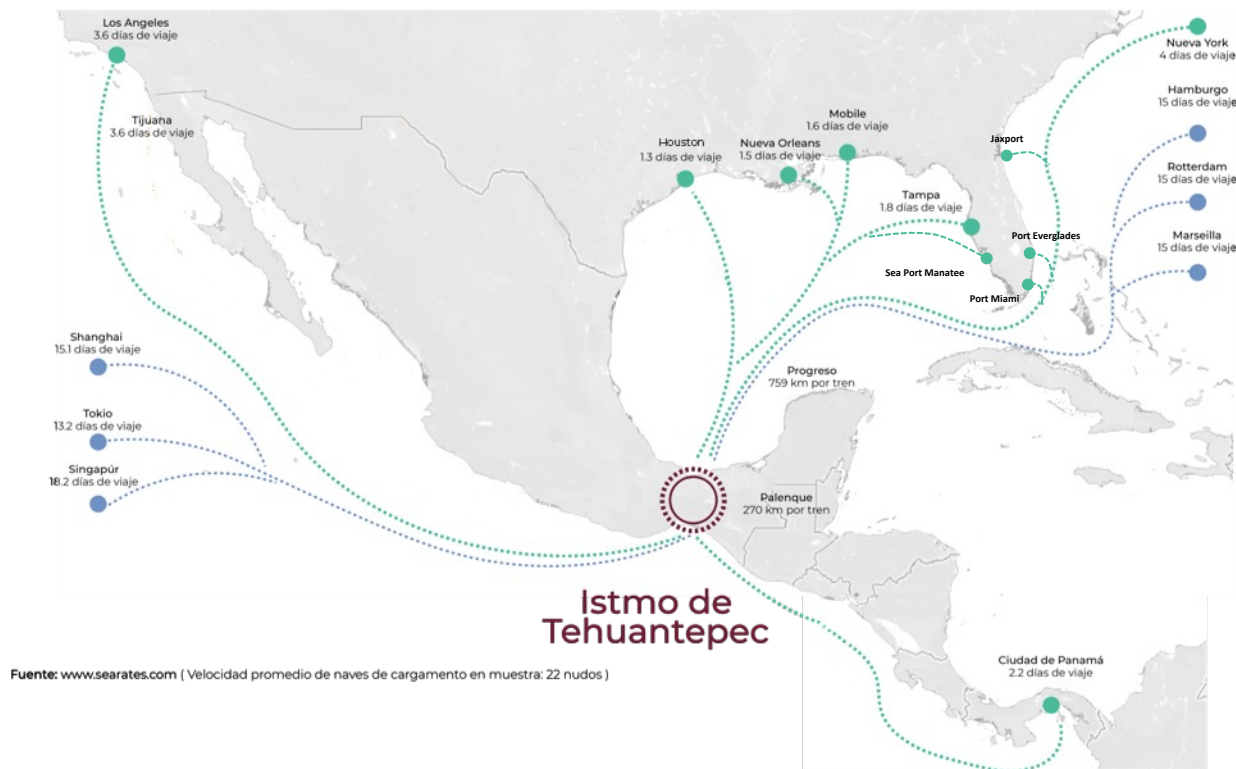 Los Angeles
3.6 días de viaje
Nueva York
4 días de viaje
Hamburgo
15 días de viaje
Tijuana
3.6 días de viaje
Mobile
1.6 días de viaje
Houston
1.3 días de viaje
Nueva Orleans
1.5 días de viaje
Jaxport
Rotterdam
15 días de viaje
Tampa
1.8 días de viaje
Port Everglades
Marsella
15 días de viaje
Sea Port Manatee
Port Miami
Shanghai
15.1 días de viaje
Progreso
759 km por tren
Tokio
13.2 días de viaje
Singapúr
18.2 días de viaje
Palenque
270 km por tren
Istmo de
Tehuantepec
Ciudad de Panamá
2.2 días de viaje
Fuente: www.searates.com ( Velocidad promedio de naves de cargamento en muestra: 22 nudos )